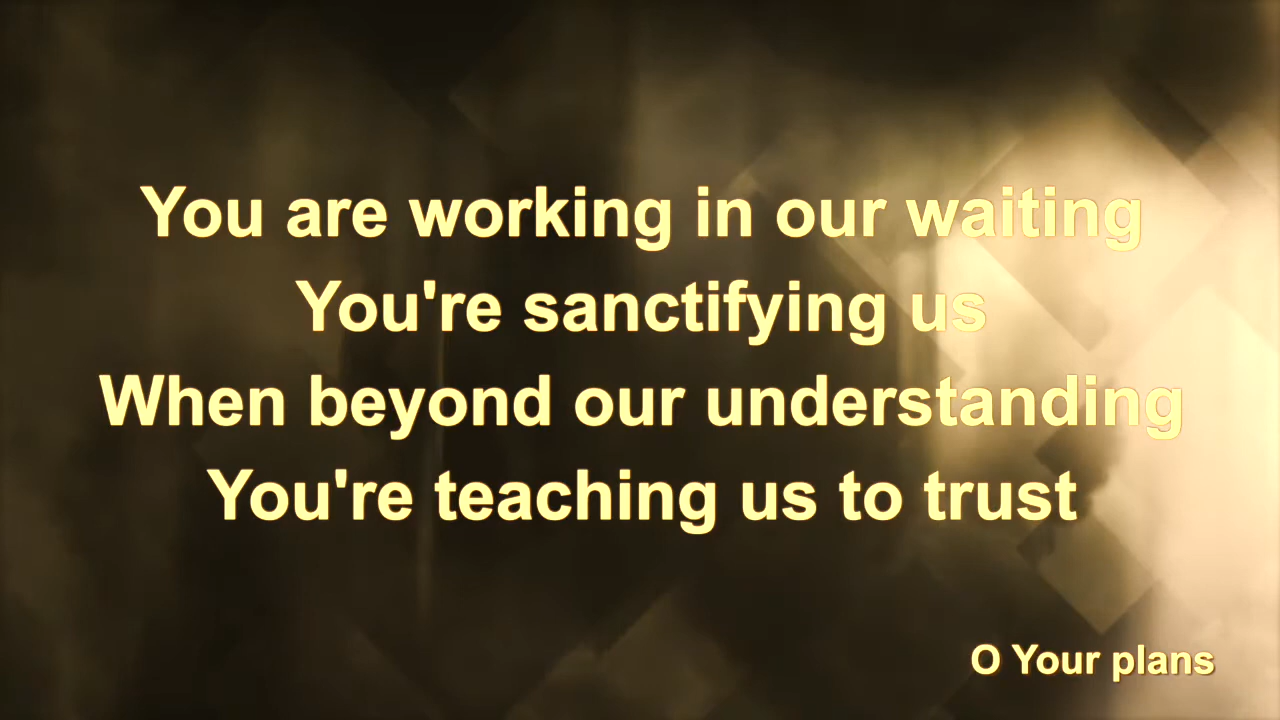 You are working in our waiting
You're sanctifying us
When beyond our understanding
You're teaching us to trust
O Your plans